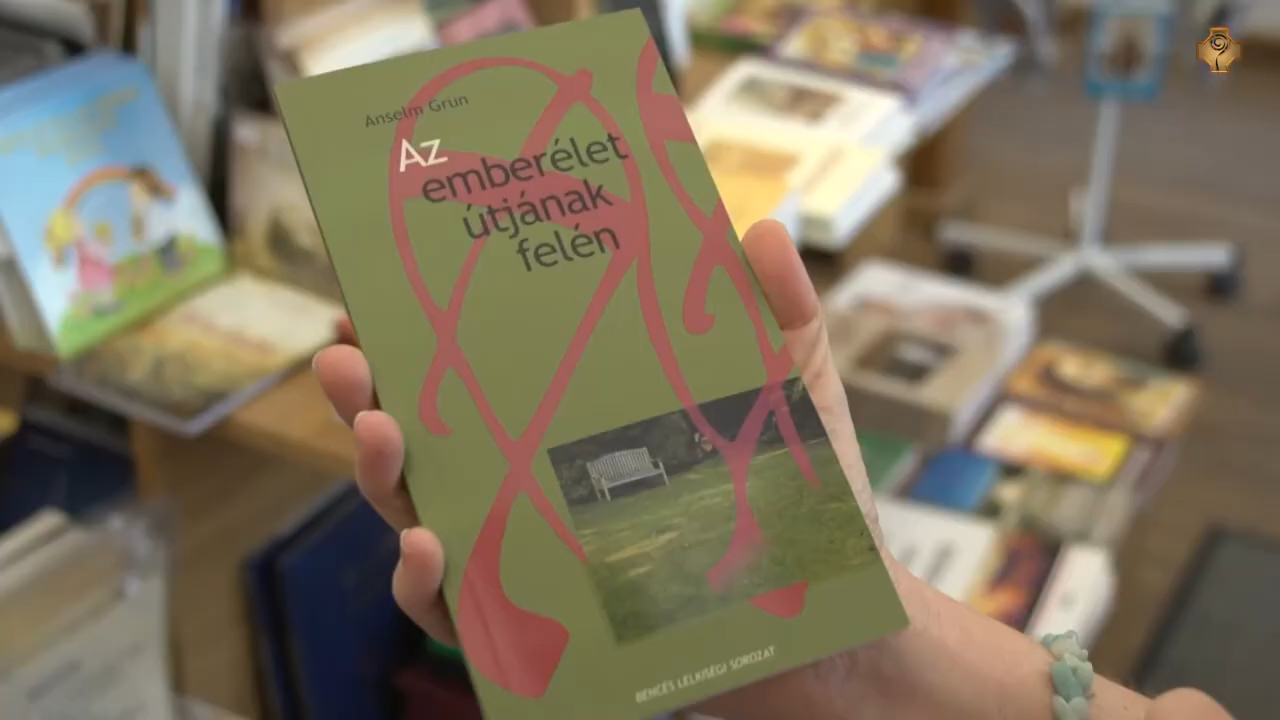 Anselm Grün
Az
emberélet
útjának
felén
BENCÉS LELKISÉGI SOROZAT